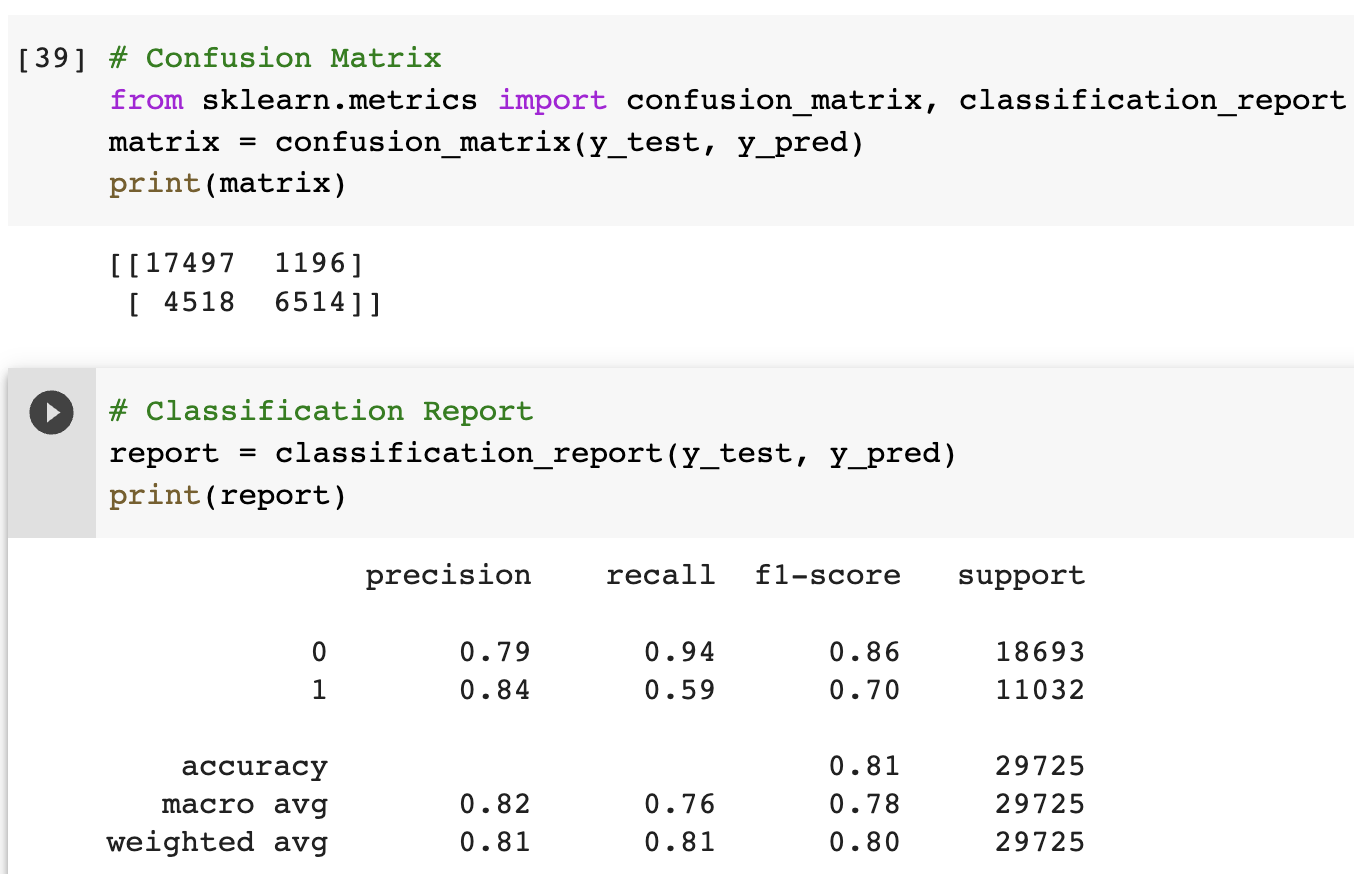 [39] # Confusion Matrix
from sklearn.metrics import confusion_matrix, classification_report
matrix = confusion_matrix(y_test, y_pred)
print(matrix)
[[17497  1196]
 [ 4518  6514]]
# Classification Report
report = classification_report(y_test, y_pred)
print(report)
              precision    recall  f1-score   support
           0       0.79      0.94      0.86     18693
           1       0.84      0.59      0.70     11032
    accuracy                           0.81     29725
   macro avg       0.82      0.76      0.78     29725
weighted avg       0.81      0.81      0.80     29725